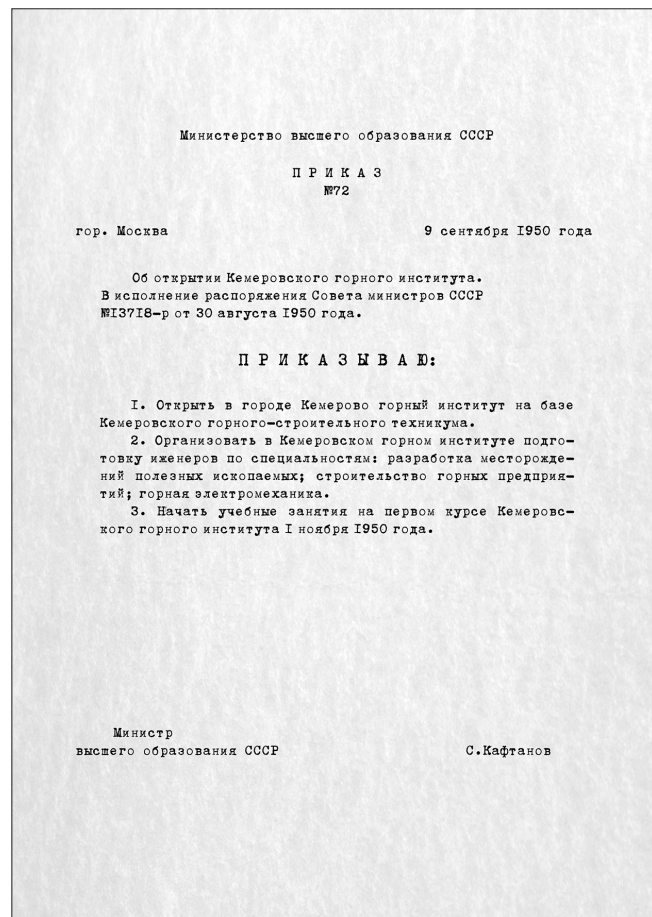 Министерство высшего образования СССР
П Р И К А З
№72
гор. Москва 9 сентября I950 года
Об открытии Кемеровского горного института.
В исполнение распоряжения Совета министров СССР
№I37I8-р от 30 августа I950 года.
П Р И К А З Ы В А Ю:
I. Открыть в городе Кемерово горный институт на базе
Кемеровского горного-строительного техникума.
2. Организовать в Кемеровском горном институте подго-
товку иженеров по специальностям: разработка месторожде-
ний полезных ископаемых; строительство горных предприя-
тий; горная электромеханика.
3. Начать учебные занятия на первом курсе Кемеровс-
кого горного института I ноября I950 года.
Министр
высшего образования СССР С.Кафтанов